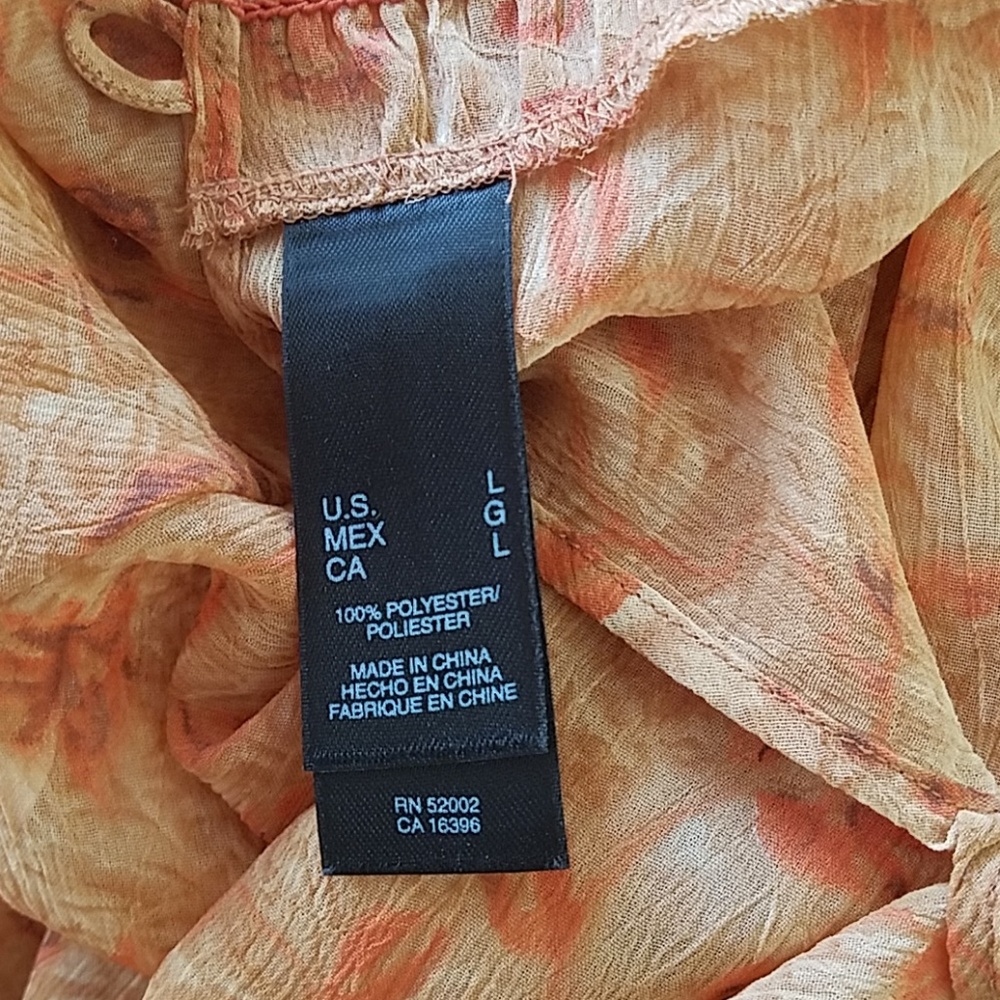 U.S. L
MEX G
CA L
100% POLYESTER/
POLIESTER
MADE IN CHINA
HECHO EN CHINA
FABRIQUE EN CHINE
RN 52002
CA 16396